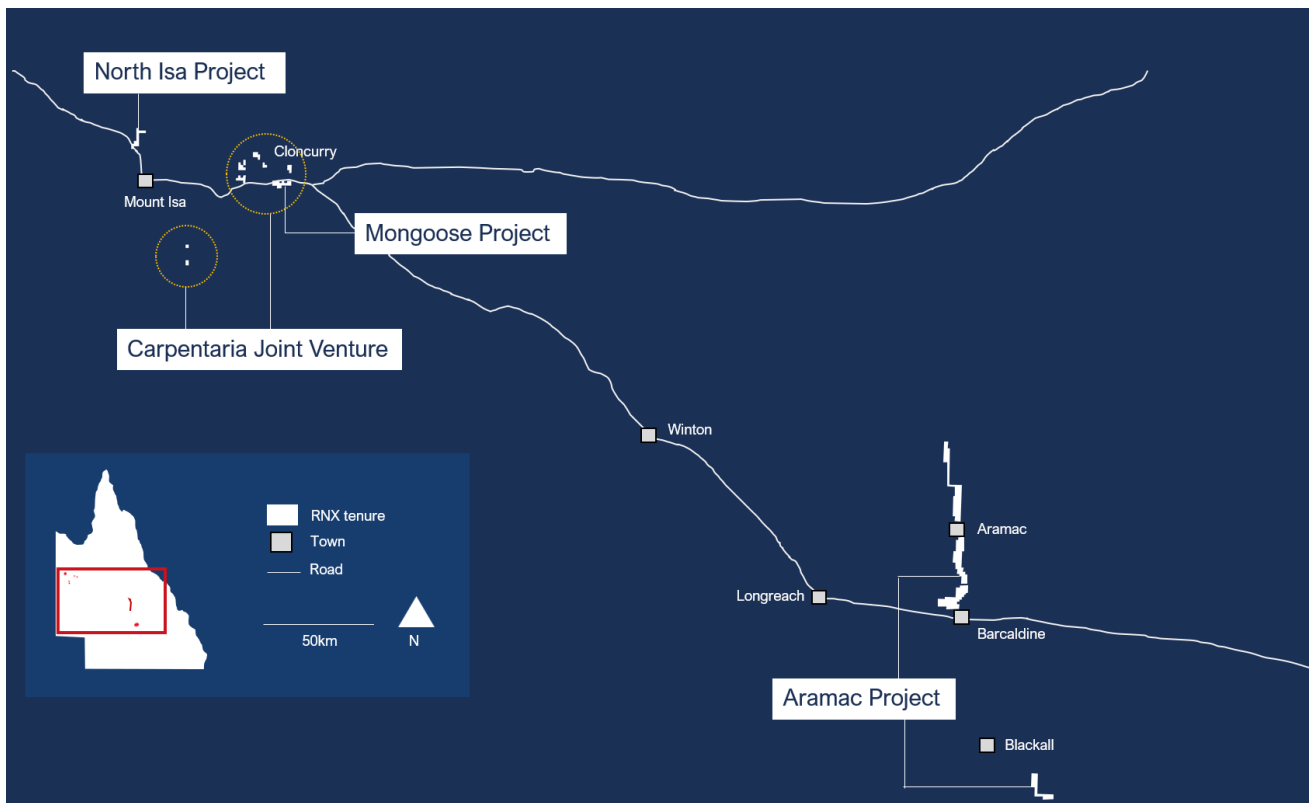 North Isa Project
Cloncurry
Mount Isa
Mongoose Project
Carpentaria Joint Venture
Winton
RNX tenure
Town
Road
50km
N
Aramac
Longreach
Barcaldine
Aramac Project
Blackall